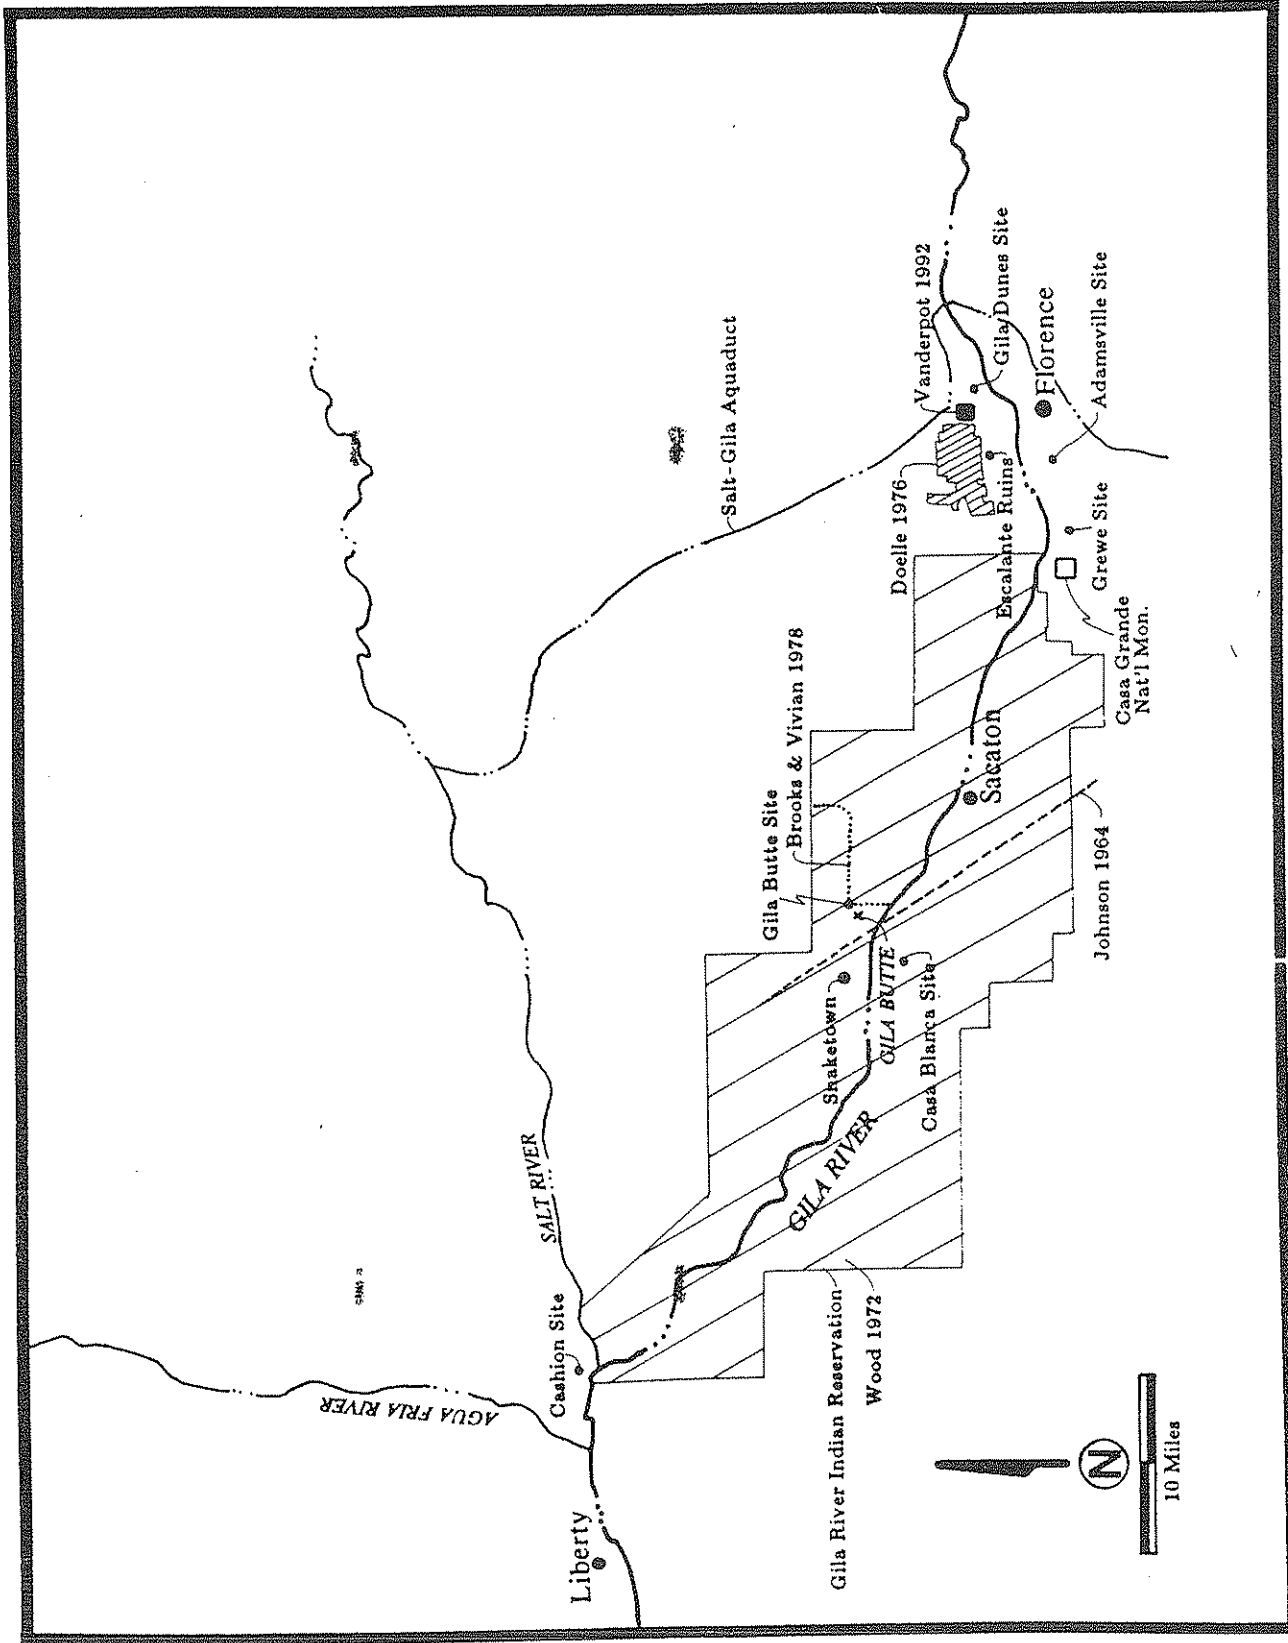 AGUA FRIA RIVER
SALT RIVER
Salt-Gila Aquaduct
Liberty
Cashion Site
Gila Butte Site
Brooks & Vivian 1978
Doelle 1976
Vanderpot 1992
Gila Dunes Site
Snaketown
GILA BUTTE
GILA RIVER
Casa Blanca Site
Sacaton
Escalante Ruins
Florence
Adamsville Site
Grewe Site
Casa Grande
Nat'l Mon.
Johnson 1964
Gila River Indian Reservation
Wood 1972
N
10 Miles